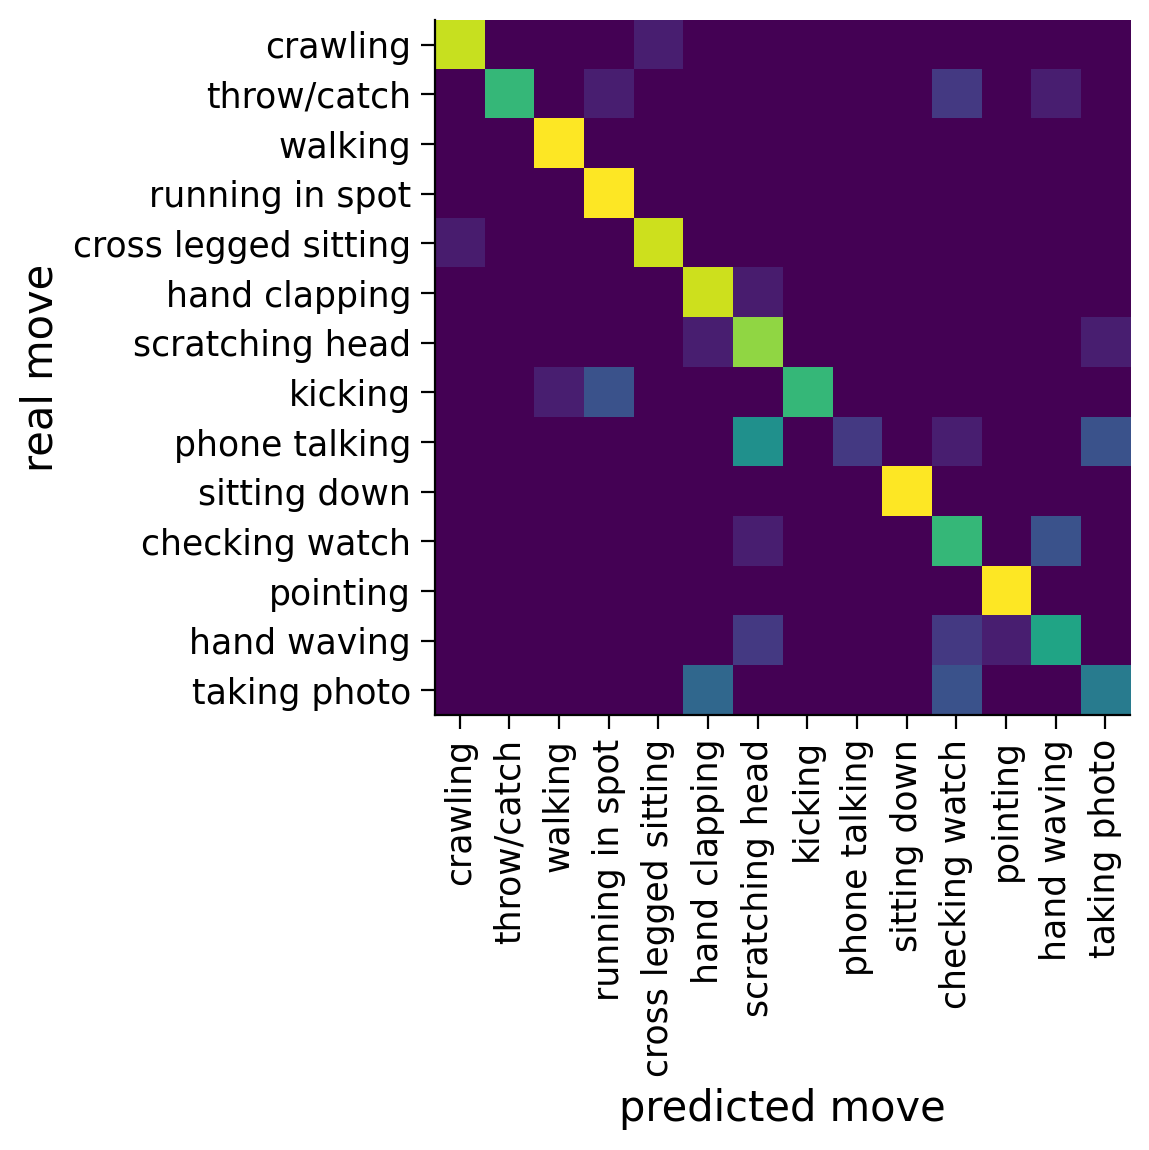 real move
crawling
throw/catch
walking
running in spot
cross legged sitting
hand clapping
scratching head
kicking
phone talking
sitting down
checking watch
pointing
hand waving
taking photo
crawling
throw/catch
walking
running in spot
cross legged sitting
hand clapping
scratching head
kicking
phone talking
sitting down
checking watch
pointing
hand waving
taking photo
predicted move